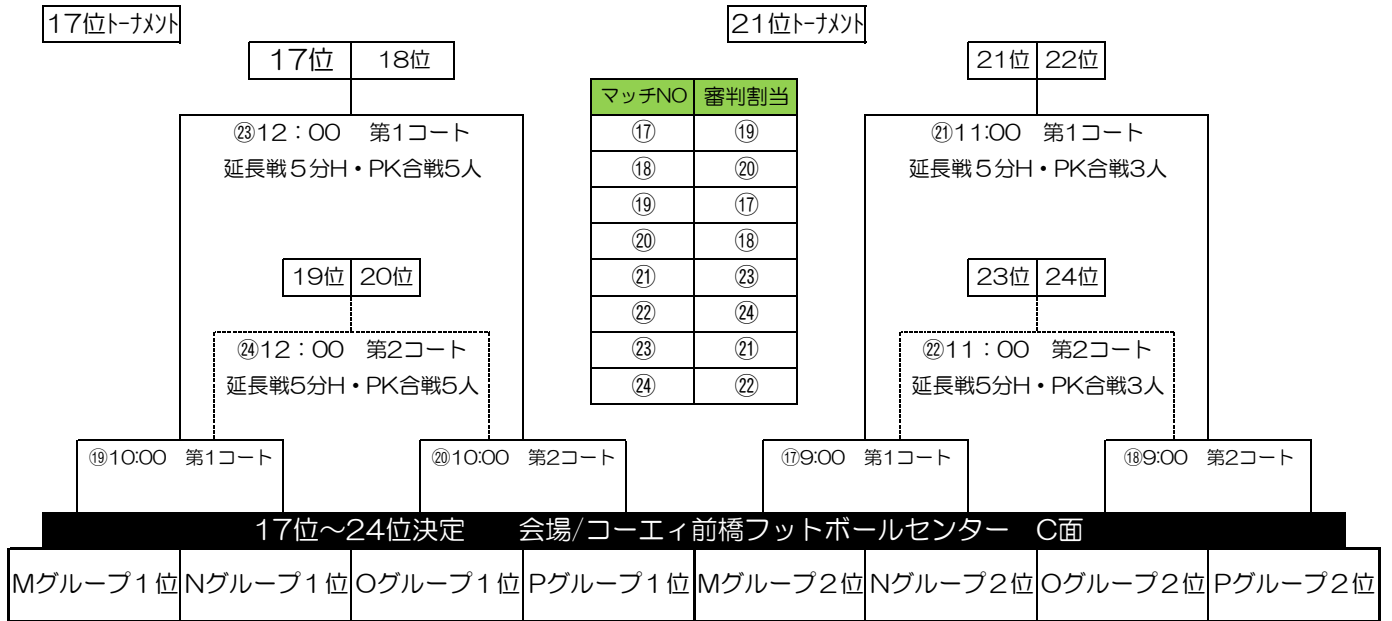 17位ﾄｰﾅﾒﾝﾄ
21位ﾄｰﾅﾒﾝﾄ
17位 18位
21位 22位
マッチNO 審判割当
⑰ ⑲
⑱ ⑳
⑲ ⑰
⑳ ⑱
㉑ ㉓
㉒ ㉔
㉓ ㉑
㉔ ㉒
㉓12：00 第1コート
延長戦５分H・PK合戦5人
㉑11:00 第1コート
延長戦５分H・PK合戦3人
19位 20位
23位 24位
㉔12：00 第2コート
延長戦5分H・PK合戦5人
㉒11：00 第2コート
延長戦5分H・PK合戦3人
⑲10:00 第1コート
⑳10:00 第2コート
⑰9:00 第1コート
⑱9:00 第2コート
17位～24位決定 会場/コーエィ前橋フットボールセンター C面
Mグループ１位 Nグループ１位 Oグループ１位 Pグループ１位 Mグループ２位 Nグループ２位 Oグループ２位 Pグループ２位